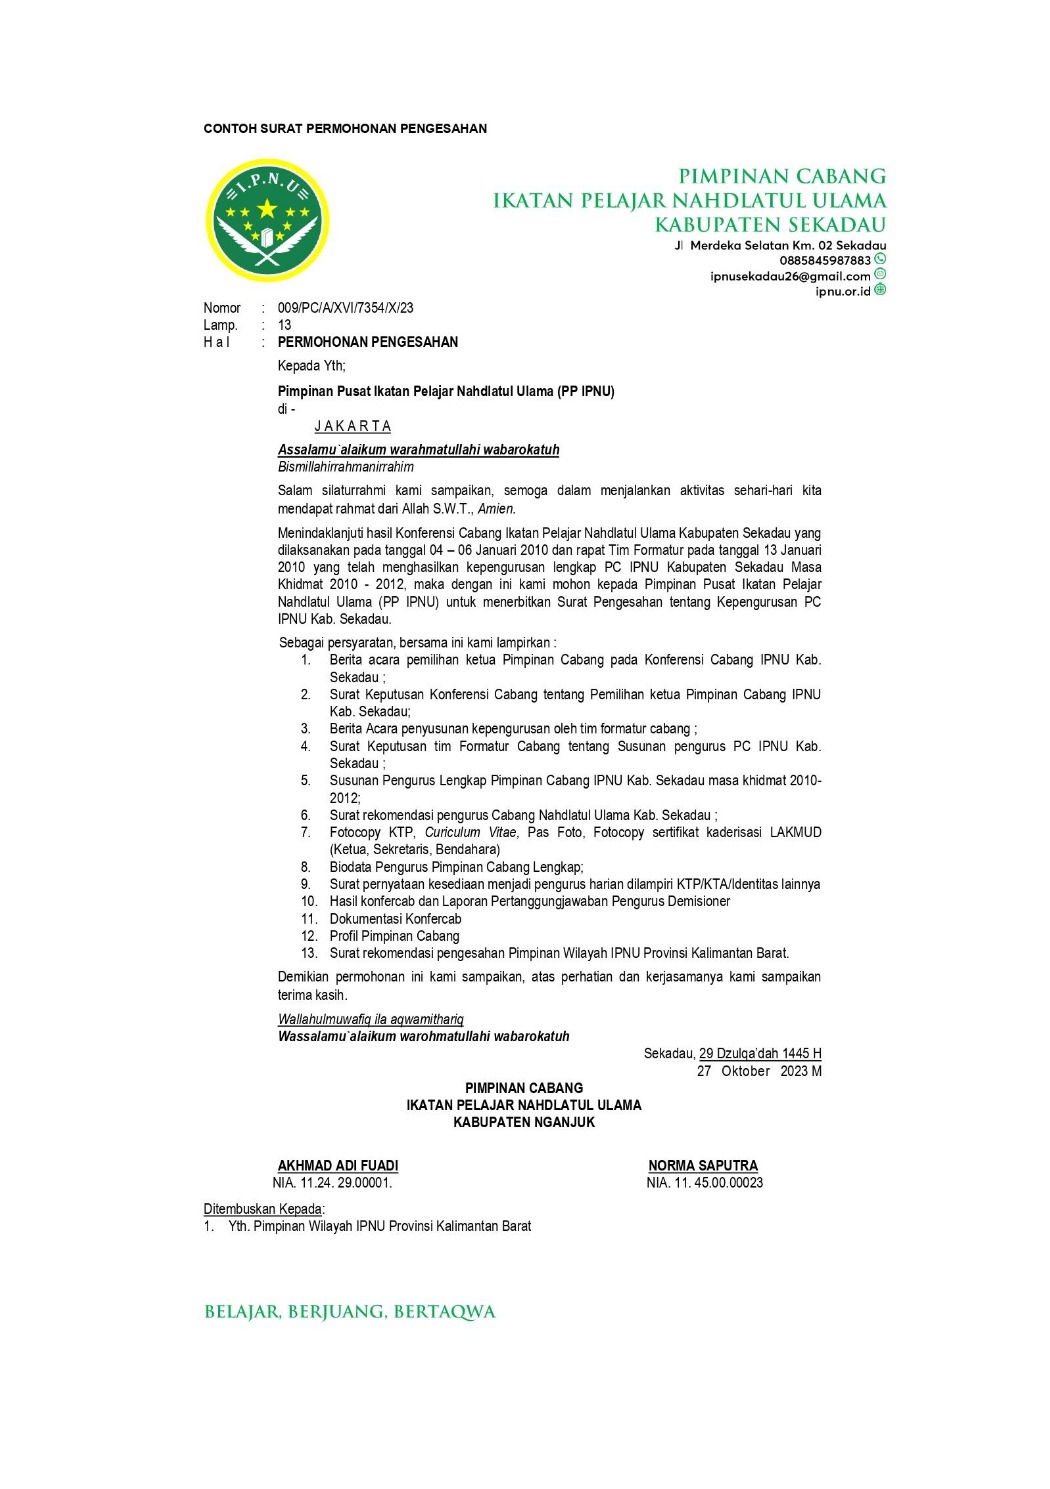 CONTOH SURAT PERMOHONAN PENGESAHAN
I.P.N.U
PIMPINAN CABANG
IKATAN PELAJAR NAHDLATUL ULAMA
KABUPATEN SEKADAU
Jl Merdeka Selatan Km. 02 Sekadau
0885845987883
ipnusekadau26@gmail.com
ipnu.or.id
Nomor : 009/PC/A/XVI/7354/X/23
Lamp. : 13
H a l : PERMOHONAN PENGESAHAN
Kepada Yth;
Pimpinan Pusat Ikatan Pelajar Nahdlatul Ulama (PP IPNU)
di -
J A K A R T A
Assalamu`alaikum warahmatullahi wabarokatuh
Bismillahirrahmanirrahim
Salam silaturrahmi kami sampaikan, semoga dalam menjalankan aktivitas sehari-hari kita
mendapat rahmat dari Allah S.W.T., Amien.
Menindaklanjuti hasil Konferensi Cabang Ikatan Pelajar Nahdlatul Ulama Kabupaten Sekadau yang
dilaksanakan pada tanggal 04 – 06 Januari 2010 dan rapat Tim Formatur pada tanggal 13 Januari
2010 yang telah menghasilkan kepengurusan lengkap PC IPNU Kabupaten Sekadau Masa
Khidmat 2010 - 2012, maka dengan ini kami mohon kepada Pimpinan Pusat Ikatan Pelajar
Nahdlatul Ulama (PP IPNU) untuk menerbitkan Surat Pengesahan tentang Kepengurusan PC
IPNU Kab. Sekadau.
Sebagai persyaratan, bersama ini kami lampirkan :
1. Berita acara pemilihan ketua Pimpinan Cabang pada Konferensi Cabang IPNU Kab.
Sekadau ;
2. Surat Keputusan Konferensi Cabang tentang Pemilihan ketua Pimpinan Cabang IPNU
Kab. Sekadau;
3. Berita Acara penyusunan kepengurusan oleh tim formatur cabang ;
4. Surat Keputusan tim Formatur Cabang tentang Susunan pengurus PC IPNU Kab.
Sekadau ;
5. Susunan Pengurus Lengkap Pimpinan Cabang IPNU Kab. Sekadau masa khidmat 2010-
2012;
6. Surat rekomendasi pengurus Cabang Nahdlatul Ulama Kab. Sekadau ;
7. Fotocopy KTP, Curiculum Vitae, Pas Foto, Fotocopy sertifikat kaderisasi LAKMUD
(Ketua, Sekretaris, Bendahara)
8. Biodata Pengurus Pimpinan Cabang Lengkap;
9. Surat pernyataan kesediaan menjadi pengurus harian dilampiri KTP/KTA/Identitas lainnya
10. Hasil konfercab dan Laporan Pertanggungjawaban Pengurus Demisioner
11. Dokumentasi Konfercab
12. Profil Pimpinan Cabang
13. Surat rekomendasi pengesahan Pimpinan Wilayah IPNU Provinsi Kalimantan Barat.
Demikian permohonan ini kami sampaikan, atas perhatian dan kerjasamanya kami sampaikan
terima kasih.
Wallahulmuwafiq ila aqwamithariq
Wassalamu`alaikum warohmatullahi wabarokatuh
Sekadau, 29 Dzulqa'dah 1445 H
27 Oktober 2023 M
PIMPINAN CABANG
IKATAN PELAJAR NAHDLATUL ULAMA
KABUPATEN NGANJUK
AKHMAD ADI FUADI NORMA SAPUTRA
NIA. 11.24. 29.00001. NIA. 11. 45.00.00023
Ditembuskan Kepada:
1. Yth. Pimpinan Wilayah IPNU Provinsi Kalimantan Barat
BELAJAR, BERJUANG, BERTAQWA